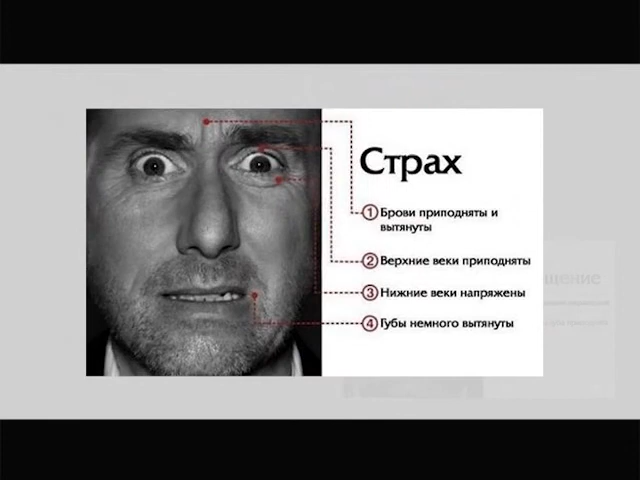 Страх
1 Брови приподняты и
вытянуты
2 Верхние веки приподняты
3 Нижние веки напряжены
4 Губы немного вытянуты